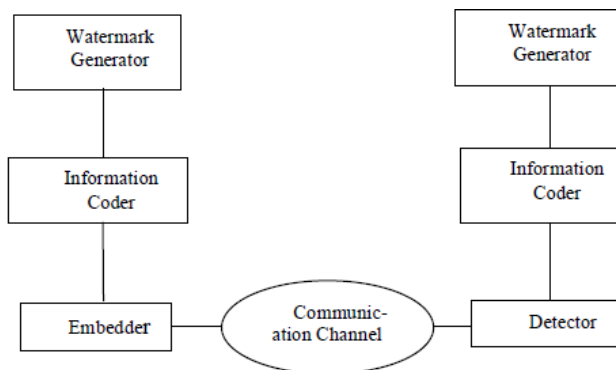 Watermark
Generator
Watermark
Generator
Information
Coder
Information
Coder
Embedder
Communic-
ation Channel
Detector